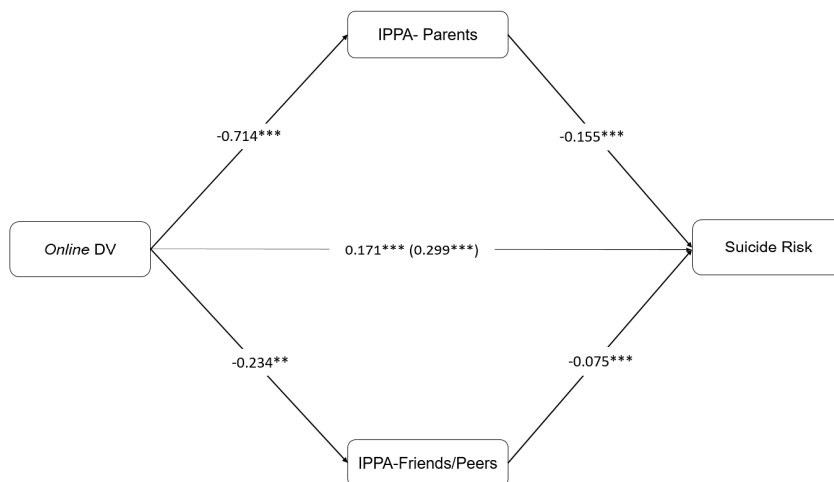 IPPA- Parents
-0.714***
-0.155***
Online DV
0.171*** (0.299***)
Suicide Risk
-0.234**
-0.075***
IPPA-Friends/Peers